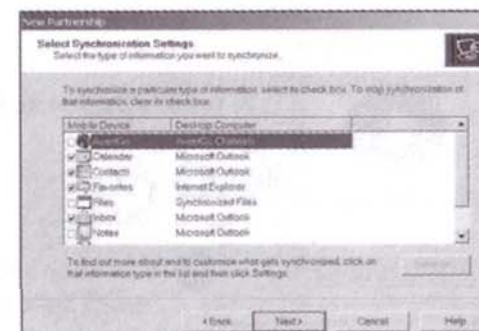 New Partnership
Select Synchronization Settings
Select the type of information you want to synchronize.
To synchronize a particular type of information, select its check box. To stop synchronization of
that information, clear its check box.
Mobile Device Desktop Computer
AvantGo AvantGo Channels
Calendar Microsoft Outlook
Contacts Microsoft Outlook
Favorites Internet Explorer
Files Synchronized Files
Inbox Microsoft Outlook
Notes Microsoft Outlook
To find out more about and to customize what gets synchronized, click on
that information type in the list and then click Settings.
< Back Next > Cancel Help